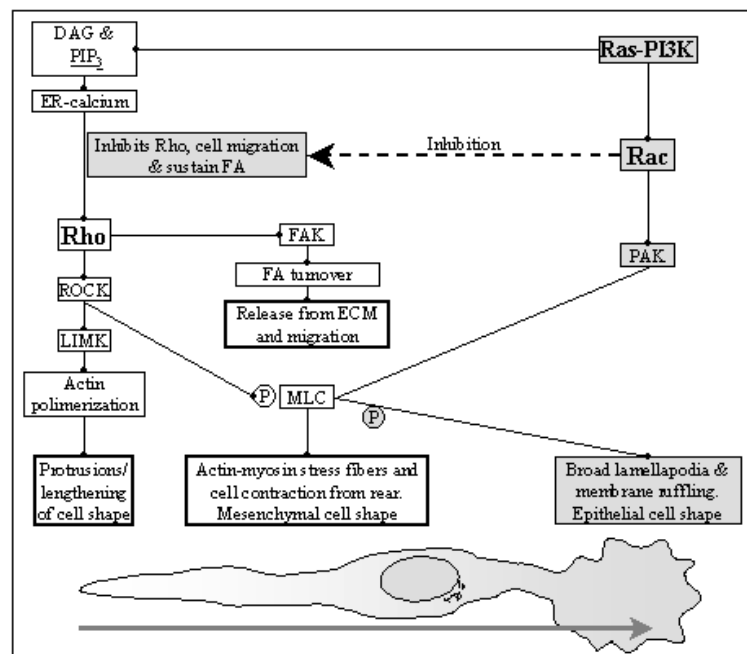 DAG &
PIP3
Ras-PI3K
ER-calcium
Inhibits Rho, cell migration
& sustain FA
Inhibition
Rac
Rho
FAK
PAK
FA turnover
ROCK
Release from ECM
and migration
LIMK
Actin
polimerization
P
MLC
P
Protrusions/
lengthening
of cell shape
Actin-myosin stress fibers and
cell contraction from rear.
Mesenchymal cell shape
Broad lamellapodia &
membrane ruffling.
Epithelial cell shape